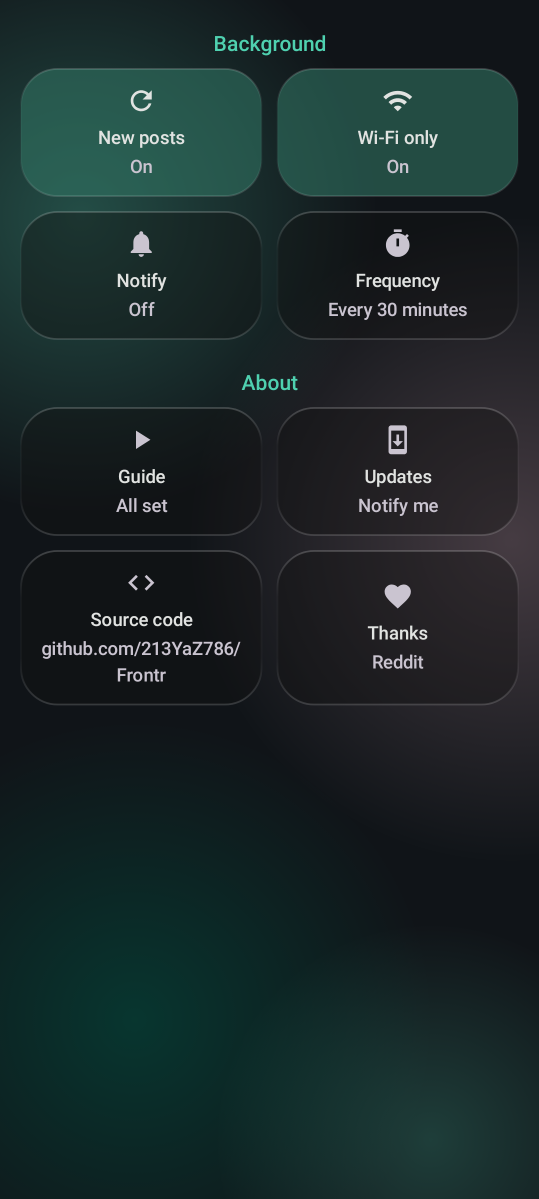 Background
New posts
On
Wi-Fi only
On
Notify
Off
Frequency
Every 30 minutes
About
Guide
All set
Updates
Notify me
Source code
github.com/213YaZ786/
Frontr
Thanks
Reddit